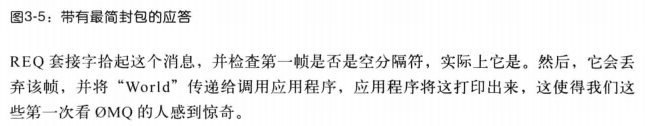 图3-5：带有最简封包的应答
REQ 套接字拾起这个消息，并检查第一帧是否是空分隔符，实际上它是。然后，它会丢
弃该帧，并将“World”传递给调用应用程序，应用程序将这打印出来，这使得我们这
些第一次看 ØMQ 的人感到惊奇。